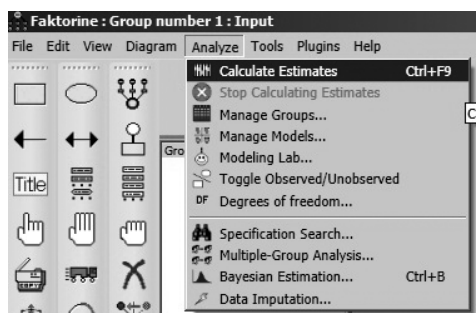 Faktorine : Group number 1 : Input
File Edit View Diagram Analyze Tools Plugins Help
Calculate Estimates Ctrl+F9
Stop Calculating Estimates
Manage Groups...
Manage Models...
Modeling Lab...
Toggle Observed/Unobserved
DF Degrees of freedom...
Specification Search...
Multiple-Group Analysis...
Bayesian Estimation... Ctrl+B
Data Imputation...
Title
Gro
C